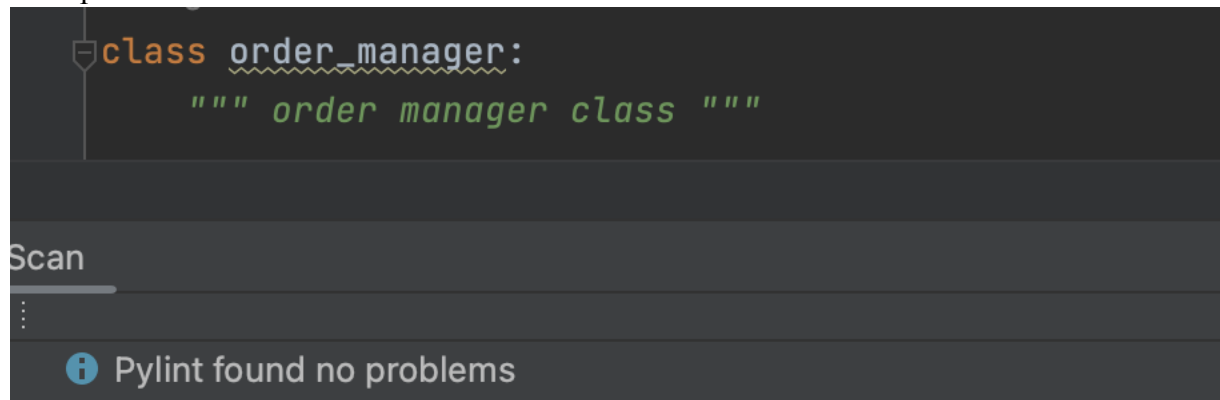 class order_manager:
""" order manager class """
Scan
Pylint found no problems